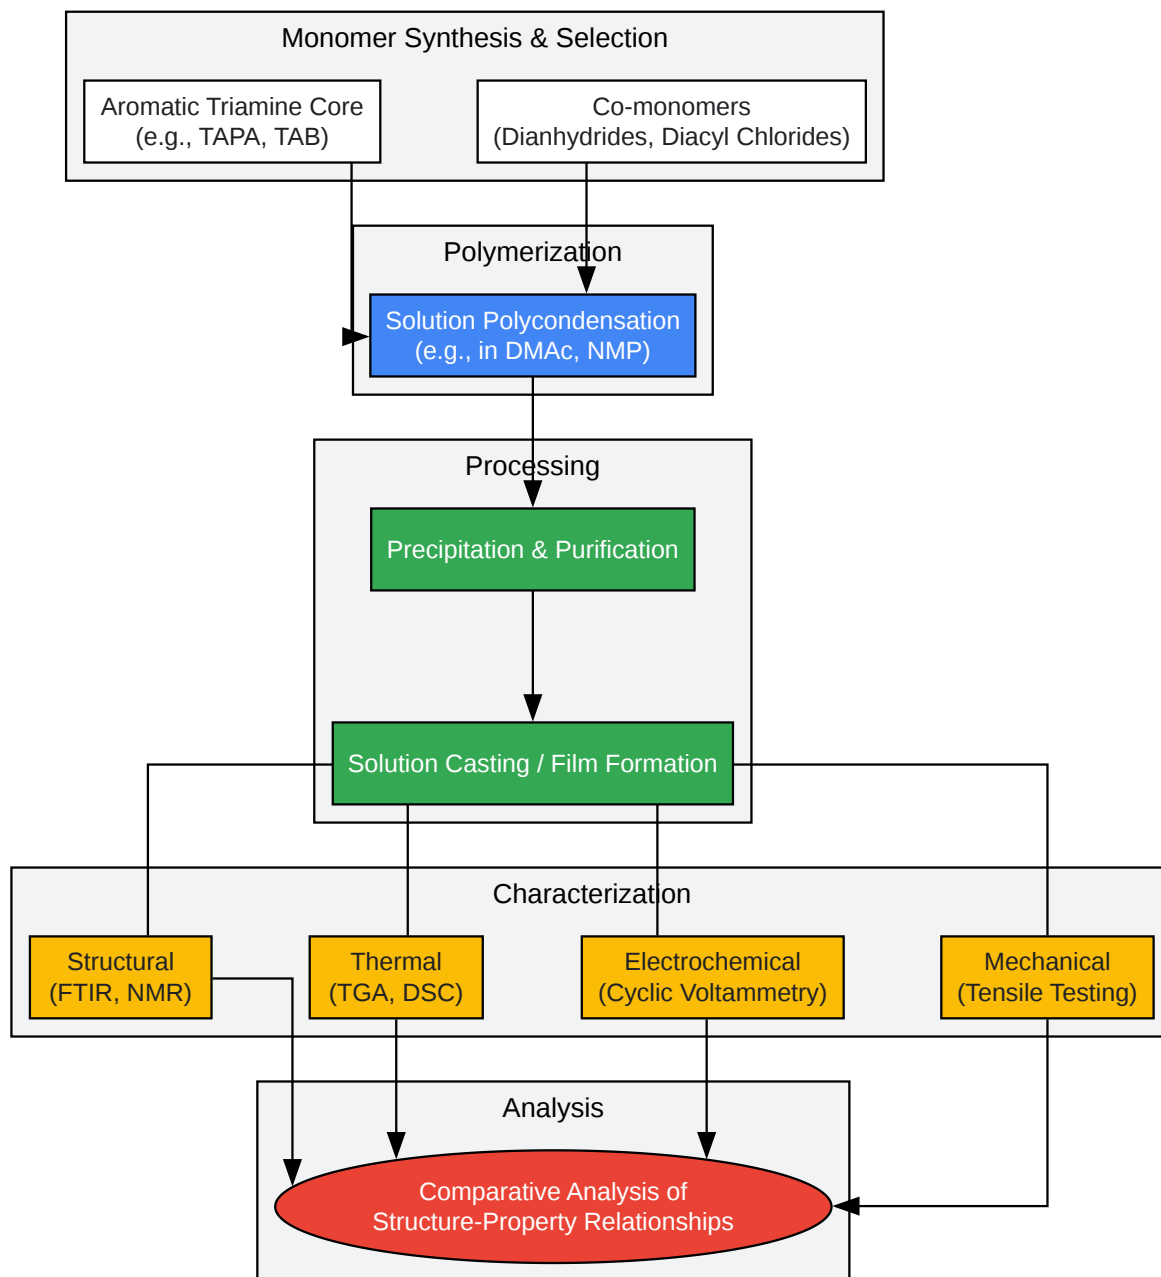 Monomer Synthesis & Selection
Aromatic Triamine Core
(e.g., TAPA, TAB)
Co-monomers
(Dianhydrides, Diacyl Chlorides)
Polymerization
Solution Polycondensation
(e.g., in DMAc, NMP)
Processing
Precipitation & Purification
Solution Casting / Film Formation
Characterization
Structural
(FTIR, NMR)
Thermal
(TGA, DSC)
Electrochemical
(Cyclic Voltammetry)
Mechanical
(Tensile Testing)
Analysis
Comparative Analysis of
Structure-Property Relationships